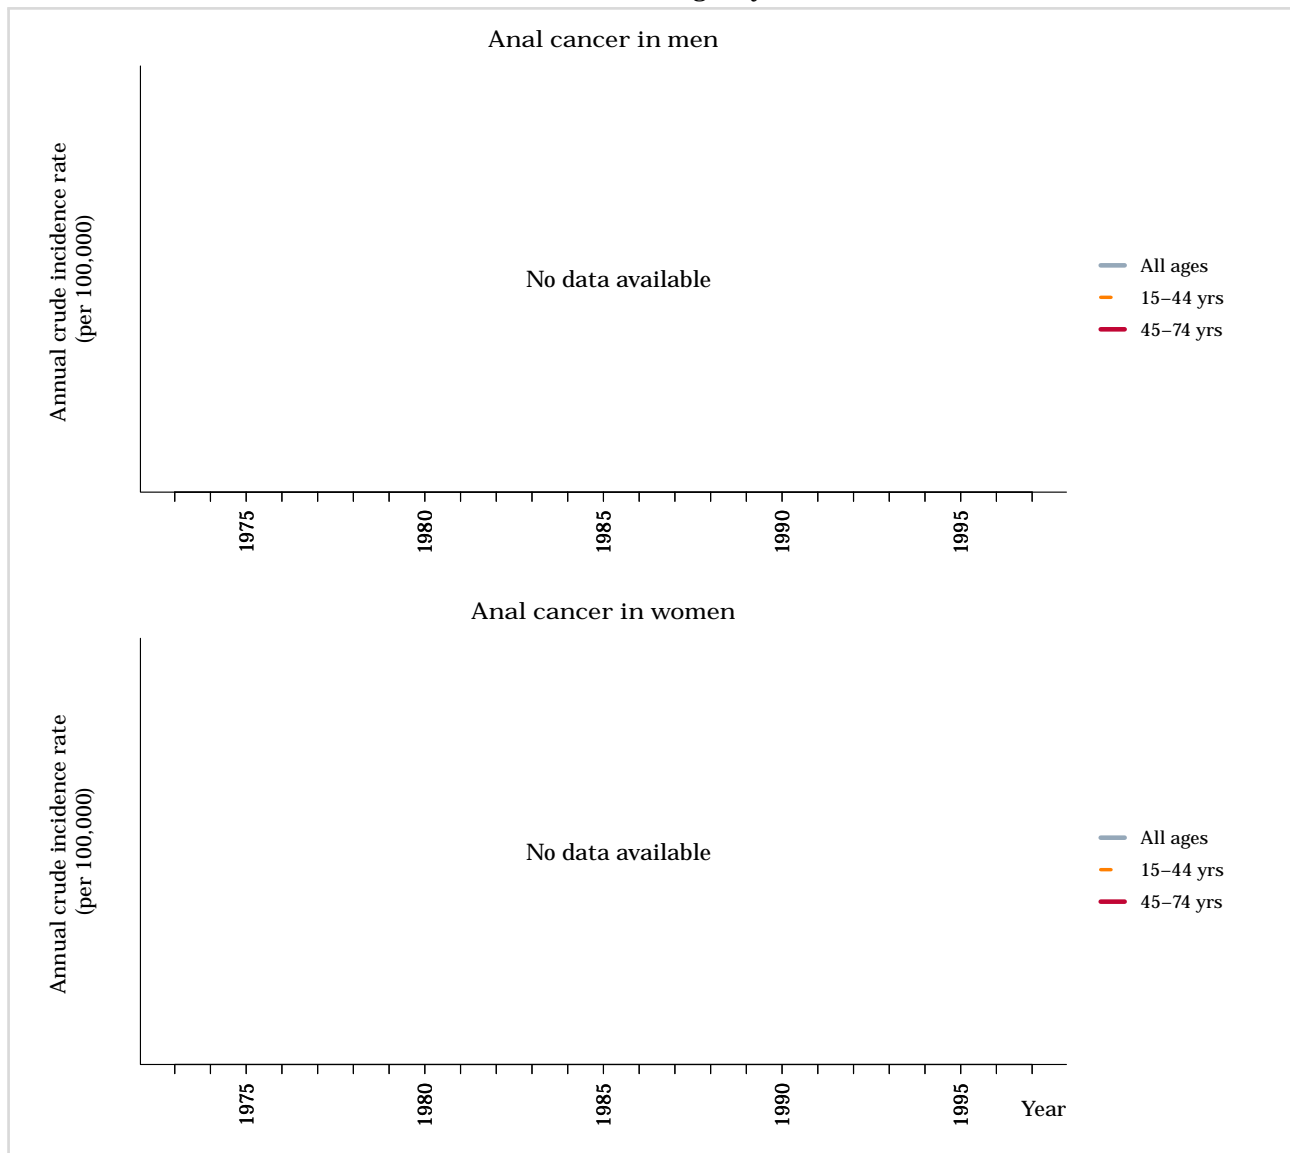 Anal cancer in men
Annual crude incidence rate
(per 100,000)
No data available
All ages
15–44 yrs
45–74 yrs
1975
1980
1985
1990
1995
Anal cancer in women
Annual crude incidence rate
(per 100,000)
No data available
All ages
15–44 yrs
45–74 yrs
1975
1980
1985
1990
1995
Year